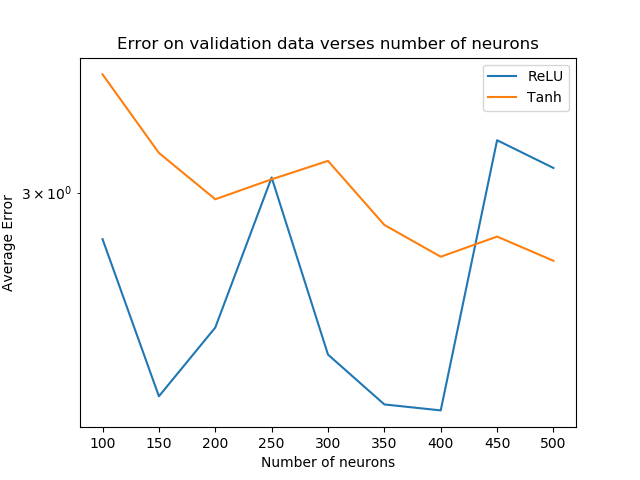 Error on validation data verses number of neurons
ReLU
Tanh
3 × 10⁰
Average Error
100 150 200 250 300 350 400 450 500
Number of neurons